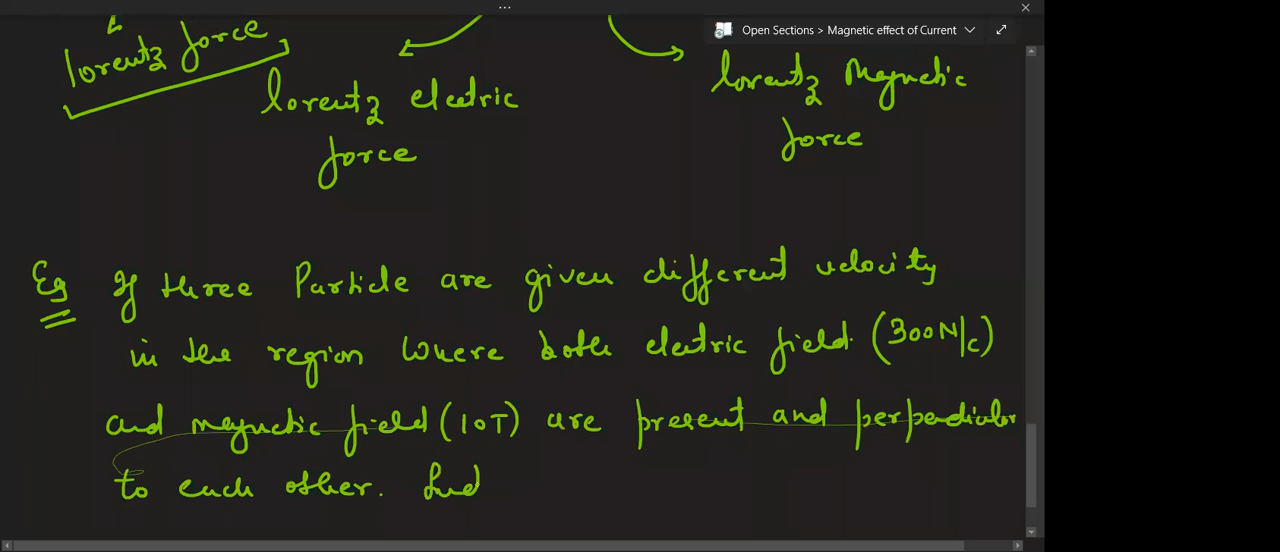 Open Sections > Magnetic effect of Current
lorentz force
lorentz electric
force
lorentz Magnetic
force
Eg If three Particle are given different velocity
in the region where both electric field (300N/c)
and magnetic field (10T) are present and perpendicular
to each other. find